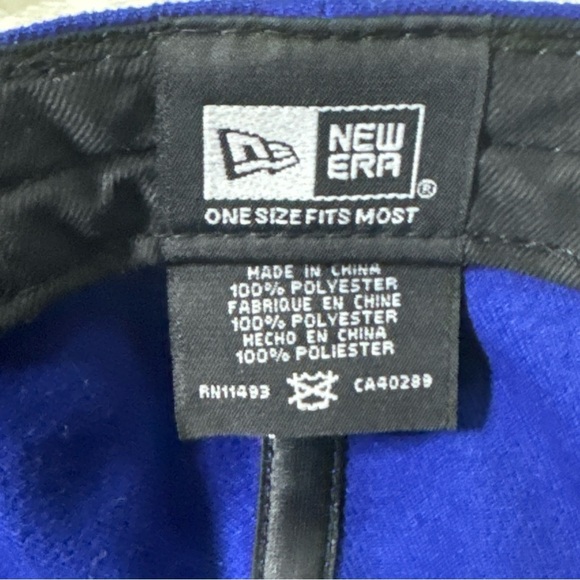 NEW
ERA
®
ONE SIZE FITS MOST
MADE IN CHINA
100% POLYESTER
FABRIQUE EN CHINE
100% POLYESTER
HECHO EN CHINA
100% POLIESTER
RN11493 CA40289